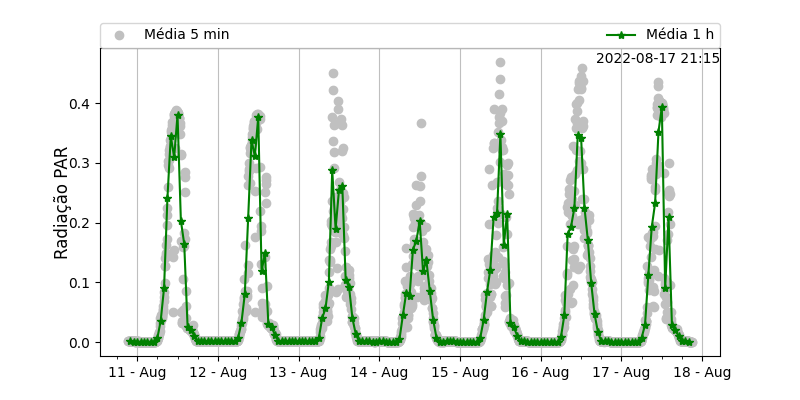 Média 5 min
Média 1 h
2022-08-17 21:15
Radiação PAR
0.4
0.3
0.2
0.1
0.0
11 - Aug
12 - Aug
13 - Aug
14 - Aug
15 - Aug
16 - Aug
17 - Aug
18 - Aug